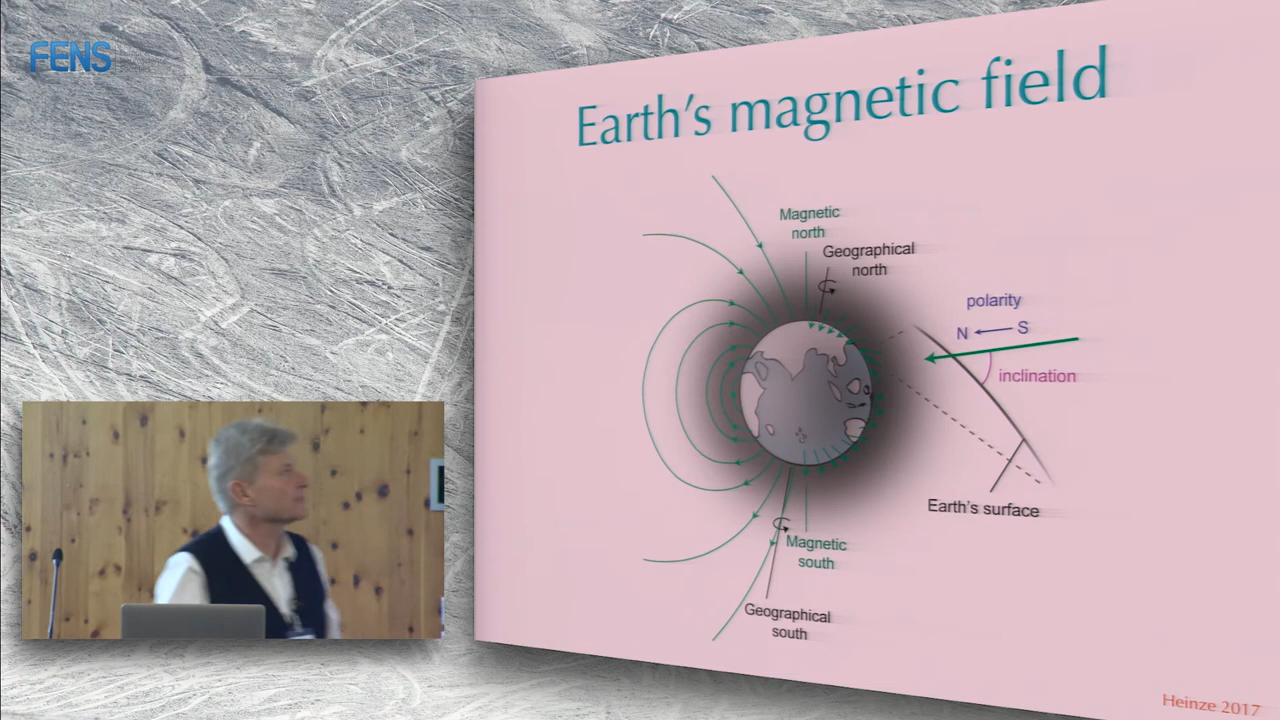 FENS
Earth's magnetic field
Magnetic
north
Geographical
north
polarity
N S
inclination
Earth's surface
Magnetic
south
Geographical
south
Heinze 2017